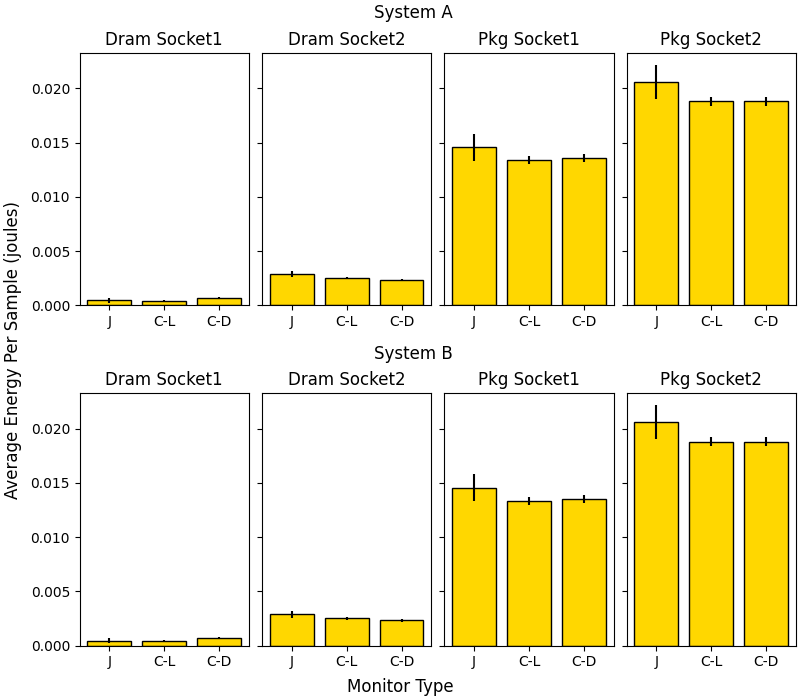 System A
Dram Socket1 Dram Socket2 Pkg Socket1 Pkg Socket2
0.020
0.015
0.010
0.005
0.000
J C-L C-D J C-L C-D J C-L C-D J C-L C-D
Average Energy Per Sample (joules)
System B
Dram Socket1 Dram Socket2 Pkg Socket1 Pkg Socket2
0.020
0.015
0.010
0.005
0.000
J C-L C-D J C-L C-D J C-L C-D J C-L C-D
Monitor Type